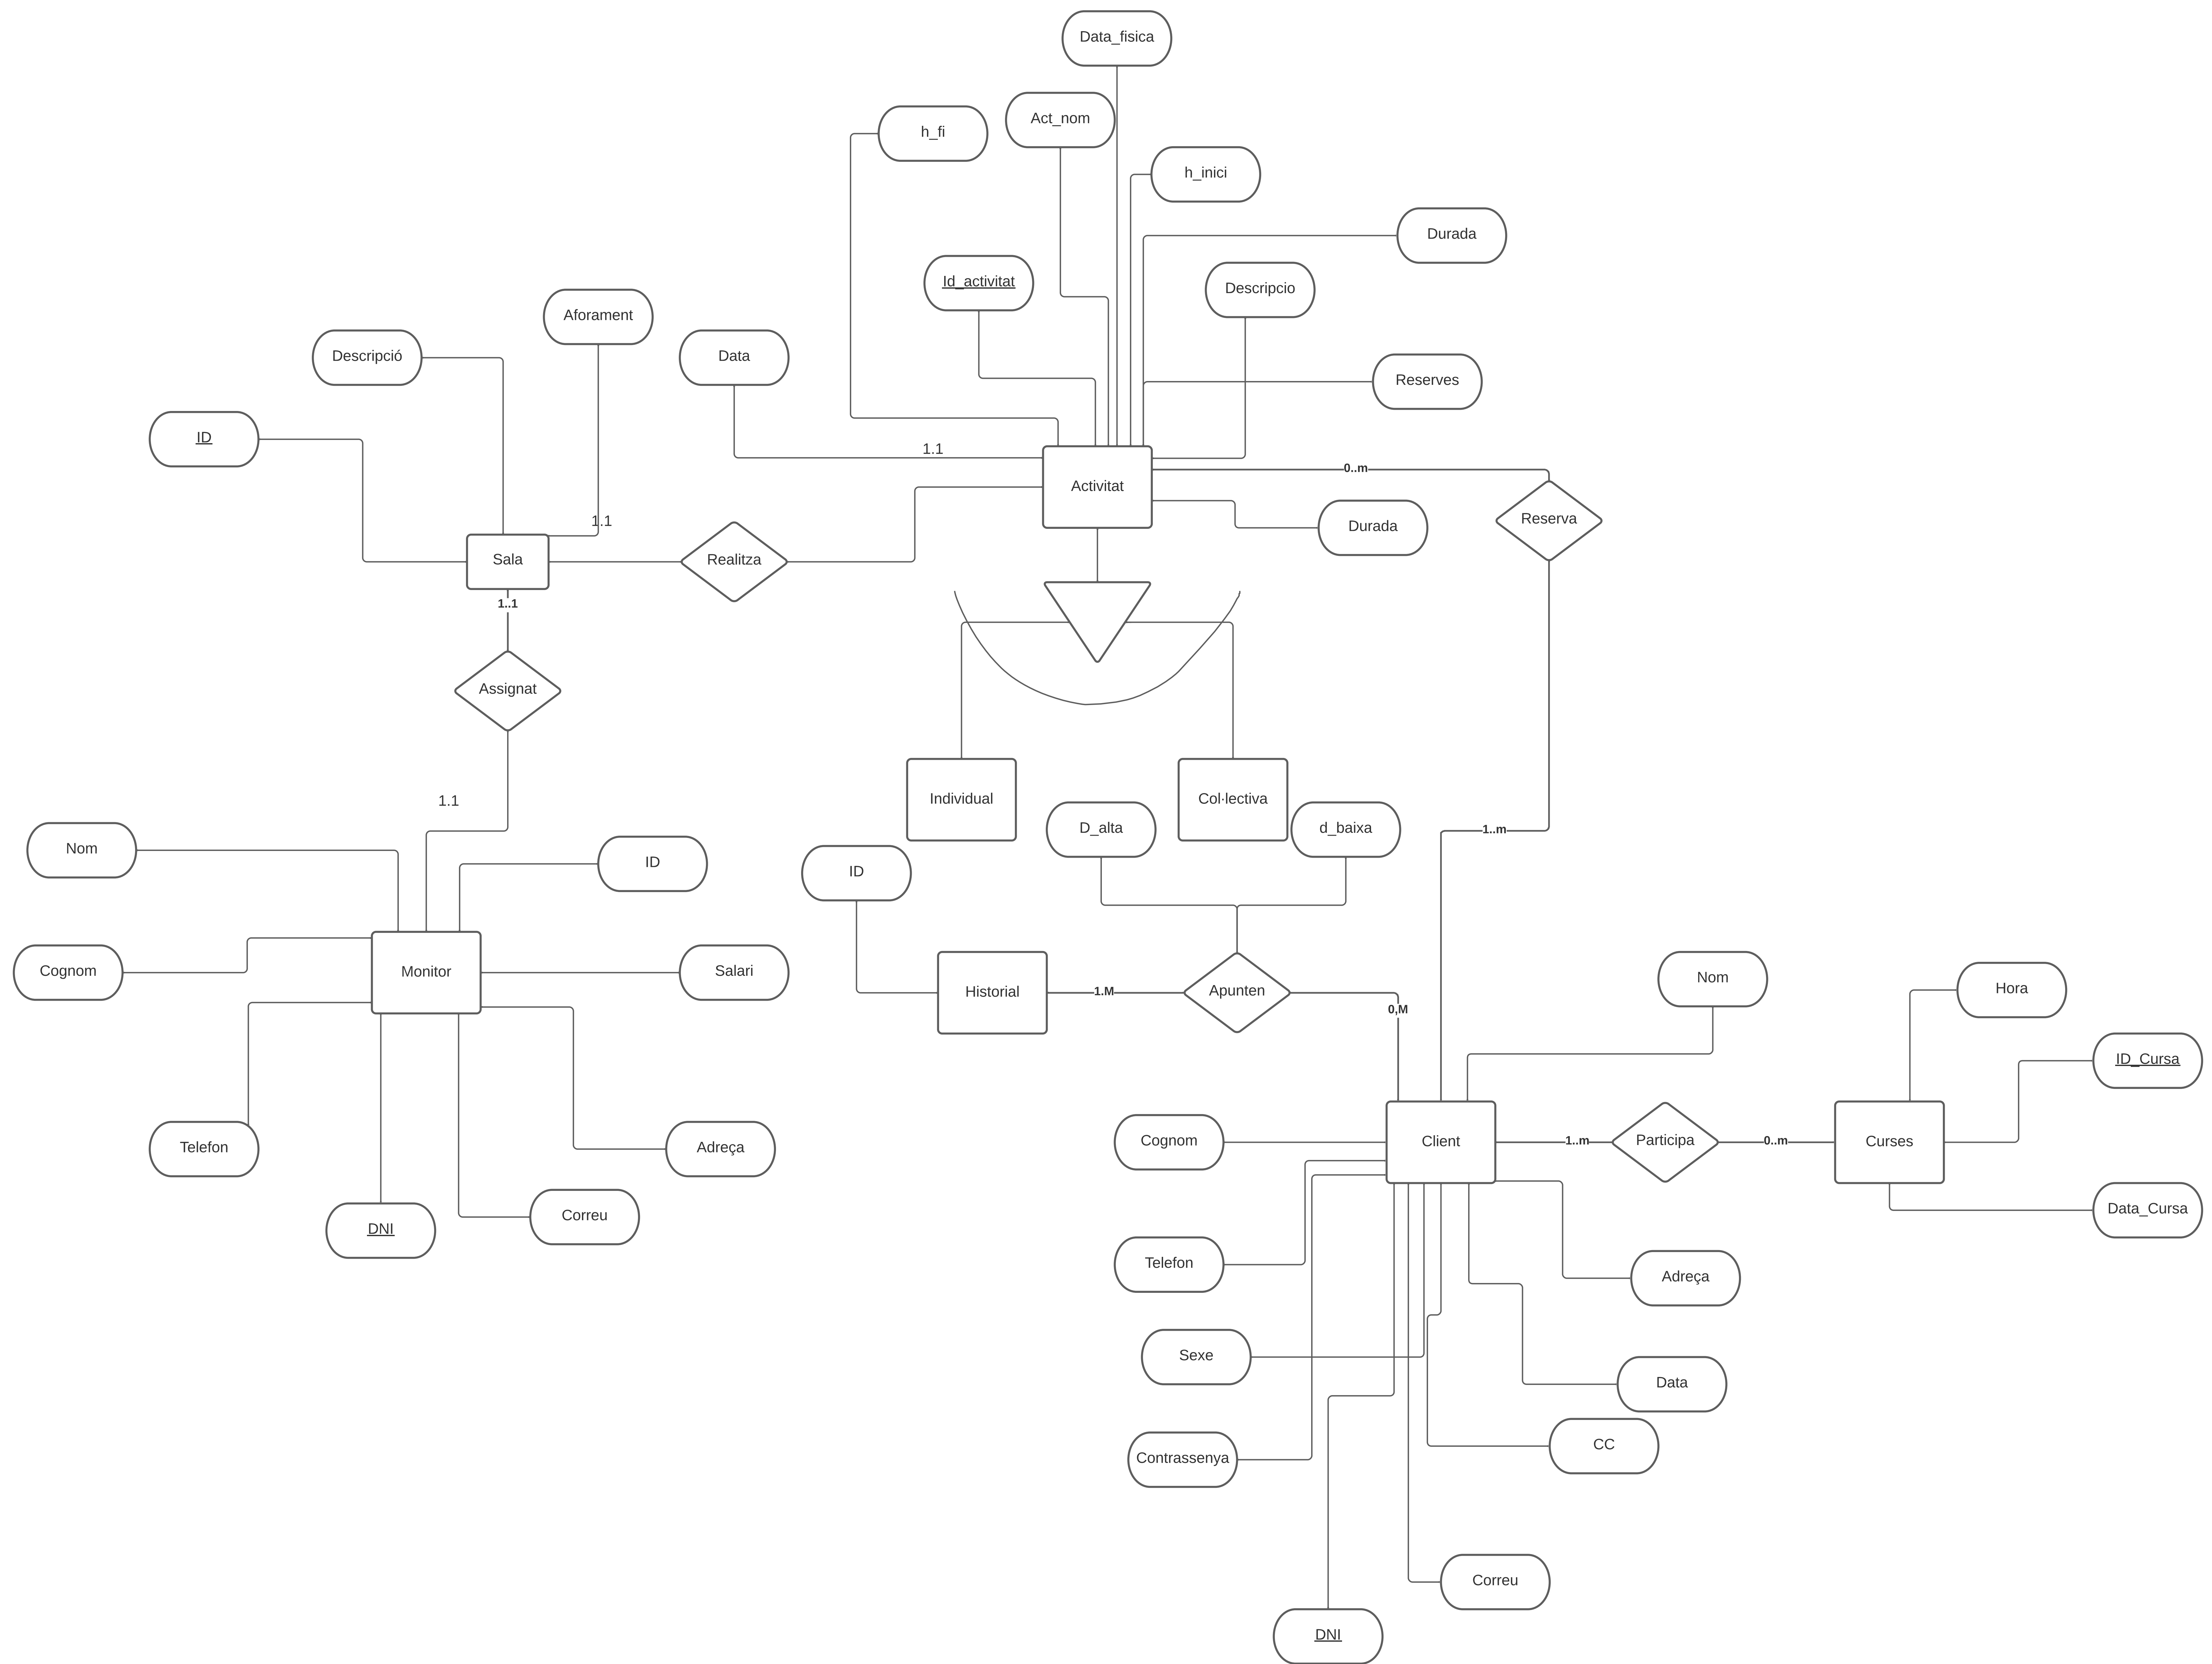 Data_fisica
Act_nom
h_fi
h_inici
Durada
Id_activitat
Descripcio
Aforament
Descripció
Data
Reserves
ID
1.1
0..m
Activitat
Reserva
1.1
Durada
Sala
Realitza
1..1
Assignat
1.1
Individual
Col·lectiva
D_alta
d_baixa
1..m
Nom
ID
ID
Cognom
Monitor
Salari
Historial
1.M
Apunten
0,M
Nom
Hora
ID_Cursa
Telefon
Adreça
Cognom
Client
1..m
Participa
0..m
Curses
DNI
Correu
Data_Cursa
Telefon
Adreça
Sexe
Data
Contrassenya
CC
Correu
DNI